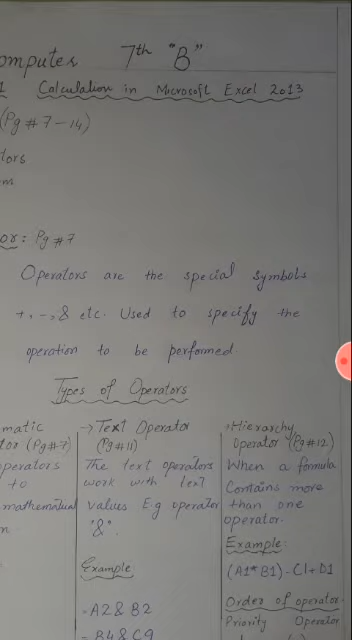 omputes 7th "B"
1 Calculation in Microsoft Excel 2013
(Pg # 7-14)
tors
or: Pg #7
Operators are the special symbols
+, -, & etc. Used to specify the
operation to be performed.
Types of Operators
matic
tor (Pg#7)
perators
to
mathematical
→ Text Operator
(Pg #11)
The text operators
work with text
values E.g operator
"&".
Example
=A2 & B2
=B4 & C9
→ Hierarchy
Operator (Pg #12)
When a formula
Contains more
than one
operator.
Example:
(A1*B1)-C1+D1
Order of operator
Priority Operator